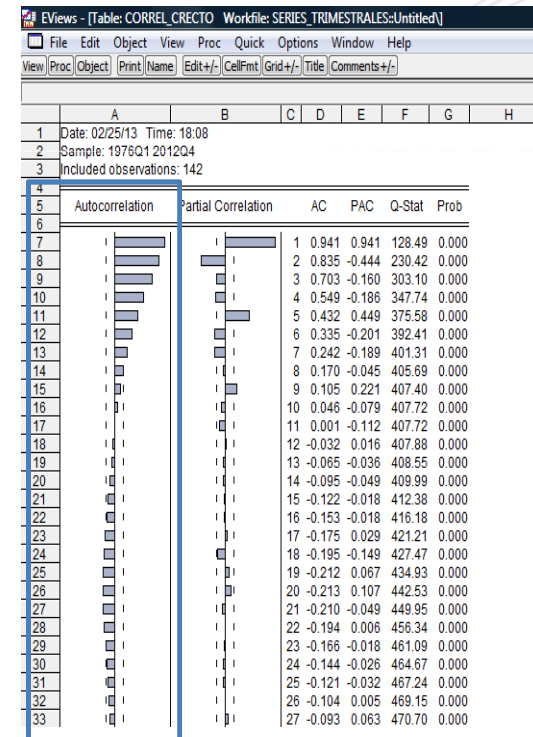 EViews - [Table: CORREL_CRECTO Workfile: SERIES_TRIMESTRALES::Untitled\]
File Edit Object View Proc Quick Options Window Help
View Proc Object Print Name Edit+/- CellFmt Grid+/- Title Comments+/-
A B C D E F G H
1 Date: 02/25/13 Time: 18:08
2 Sample: 1976Q1 2012Q4
3 Included observations: 142
4
5 Autocorrelation Partial Correlation AC PAC Q-Stat Prob
6
7 1 0.941 0.941 128.49 0.000
8 2 0.835 -0.444 230.42 0.000
9 3 0.703 -0.160 303.10 0.000
10 4 0.549 -0.186 347.74 0.000
11 5 0.432 0.449 375.58 0.000
12 6 0.335 -0.201 392.41 0.000
13 7 0.242 -0.189 401.31 0.000
14 8 0.170 -0.045 405.69 0.000
15 9 0.105 0.221 407.40 0.000
16 10 0.046 -0.079 407.72 0.000
17 11 0.001 -0.112 407.72 0.000
18 12 -0.032 0.016 407.88 0.000
19 13 -0.065 -0.036 408.55 0.000
20 14 -0.095 -0.049 409.99 0.000
21 15 -0.122 -0.018 412.38 0.000
22 16 -0.153 -0.018 416.18 0.000
23 17 -0.175 0.029 421.21 0.000
24 18 -0.195 -0.149 427.47 0.000
25 19 -0.212 0.067 434.93 0.000
26 20 -0.213 0.107 442.53 0.000
27 21 -0.210 -0.049 449.95 0.000
28 22 -0.194 0.006 456.34 0.000
29 23 -0.166 -0.018 461.09 0.000
30 24 -0.144 -0.026 464.67 0.000
31 25 -0.121 -0.032 467.24 0.000
32 26 -0.104 0.005 469.15 0.000
33 27 -0.093 0.063 470.70 0.000